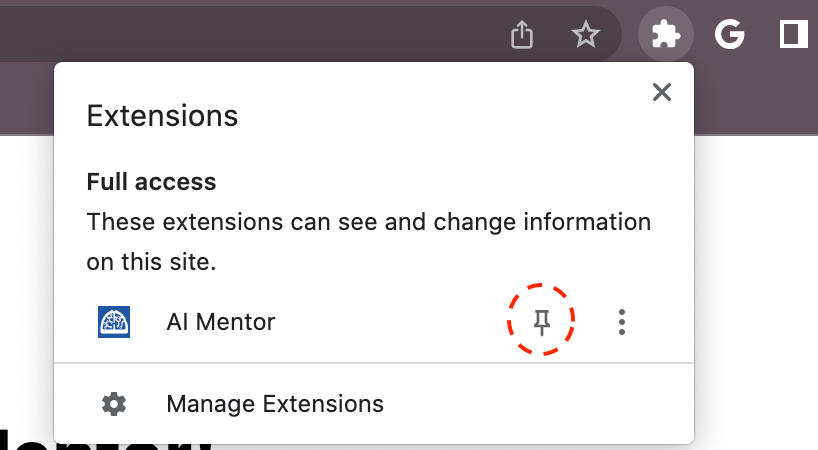 Extensions
Full access
These extensions can see and change information
on this site.
AI Mentor
Manage Extensions